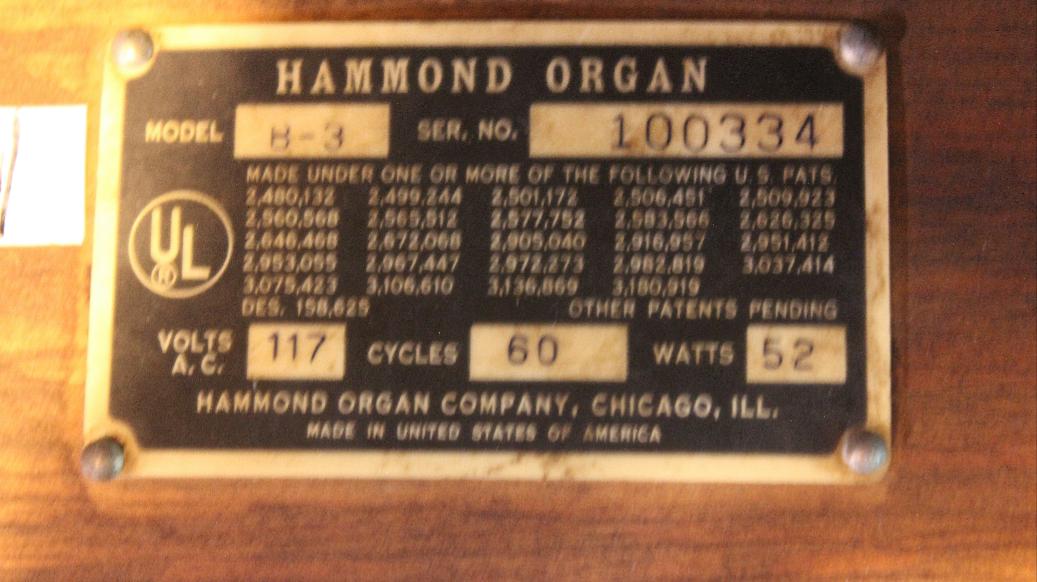 HAMMOND ORGAN
MODEL B-3 SER. NO. 100334
MADE UNDER ONE OR MORE OF THE FOLLOWING U.S. PATS.
2,480,132 2,499,244 2,501,172 2,506,451 2,509,923
2,560,568 2,565,512 2,577,752 2,583,566 2,626,325
2,646,468 2,672,068 2,905,040 2,916,957 2,951,412
2,953,055 2,967,447 2,972,273 2,982,819 3,037,414
3,075,423 3,106,610 3,136,869 3,180,919
DES. 158,625 OTHER PATENTS PENDING
UL ®
VOLTS A.C. 117 CYCLES 60 WATTS 52
HAMMOND ORGAN COMPANY, CHICAGO, ILL.
MADE IN UNITED STATES OF AMERICA